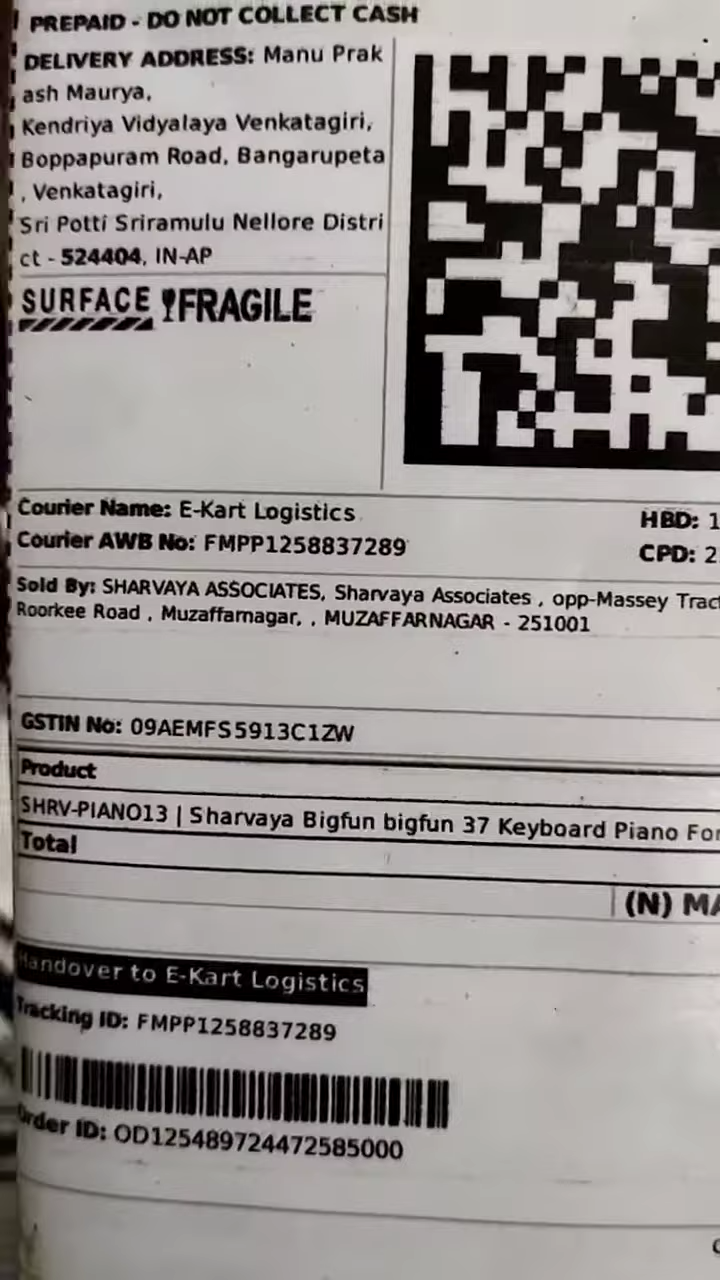 PREPAID - DO NOT COLLECT CASH
DELIVERY ADDRESS: Manu Prak
ash Maurya,
Kendriya Vidyalaya Venkatagiri,
Boppapuram Road, Bangarupeta
, Venkatagiri,
Sri Potti Sriramulu Nellore Distri
ct - 524404, IN-AP
SURFACE FRAGILE
Courier Name: E-Kart Logistics
HBD: 1
Courier AWB No: FMPP1258837289
CPD: 2
Sold By: SHARVAYA ASSOCIATES, Sharvaya Associates , opp-Massey Tract
Roorkee Road , Muzaffarnagar, , MUZAFFARNAGAR - 251001
GSTIN No: 09AEMFS5913C1ZW
Product
SHRV-PIANO13 | Sharvaya Bigfun bigfun 37 Keyboard Piano For
Total
(N) MA
Handover to E-Kart Logistics
Tracking ID: FMPP1258837289
Order ID: OD125489724472585000